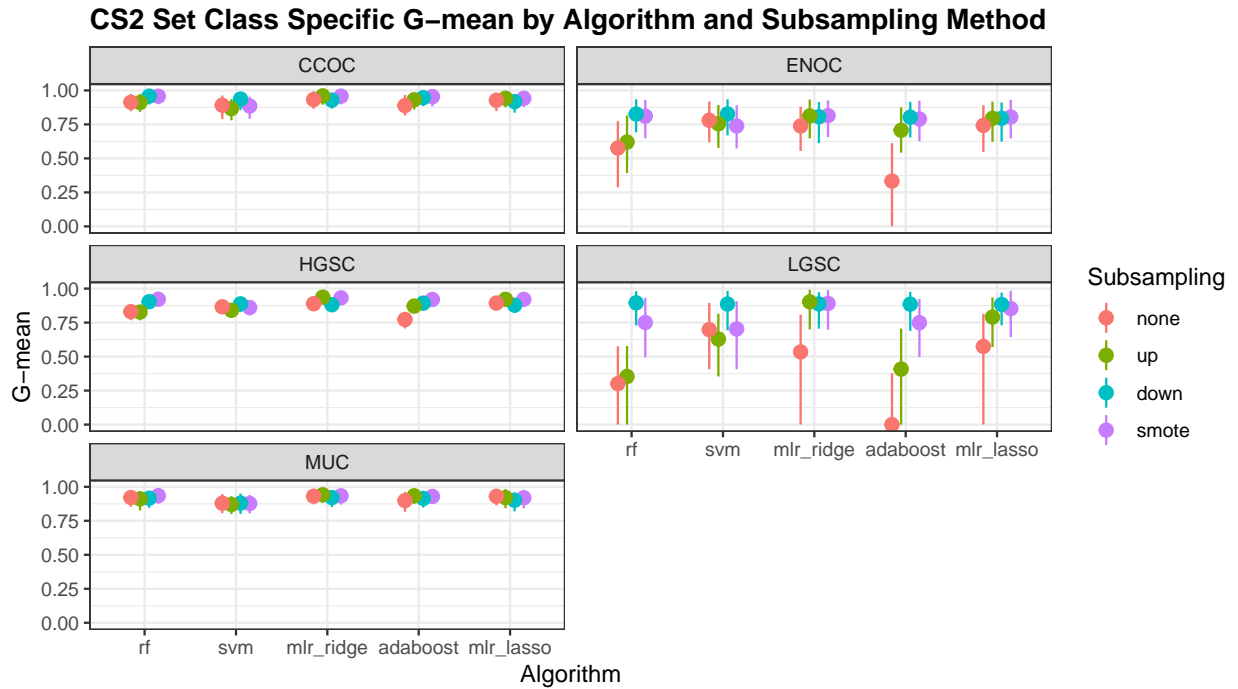 CS2 Set Class Specific G−mean by Algorithm and Subsampling Method
CCOC
ENOC
1.00
0.75
0.50
0.25
0.00
HGSC
LGSC
1.00
0.75
0.50
0.25
0.00
rf svm mlr_ridge adaboost mlr_lasso
MUC
1.00
0.75
0.50
0.25
0.00
rf svm mlr_ridge adaboost mlr_lasso
G−mean
Algorithm
Subsampling
none
up
down
smote